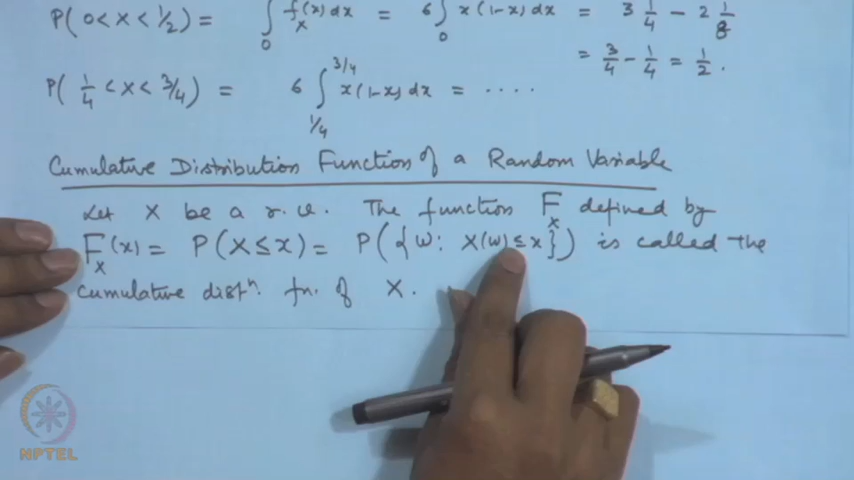 P(0<x<1/2) = ∫₀ f_X(x)dx = 6∫₀ x(1-x)dx = 3 1/4 - 2 1/8
= 3/4 - 1/4 = 1/2.
P(1/4 <x< 3/4) = 6 ∫_{1/4}^{3/4} x(1-x)dx = ....
Cumulative Distribution Function of a Random Variable
Let X be a r.v. The function F_X defined by
F_X(x) = P(X≤x) = P({ω: X(ω)≤x}) is called the
cumulative distⁿ. fn. of X.
NPTEL